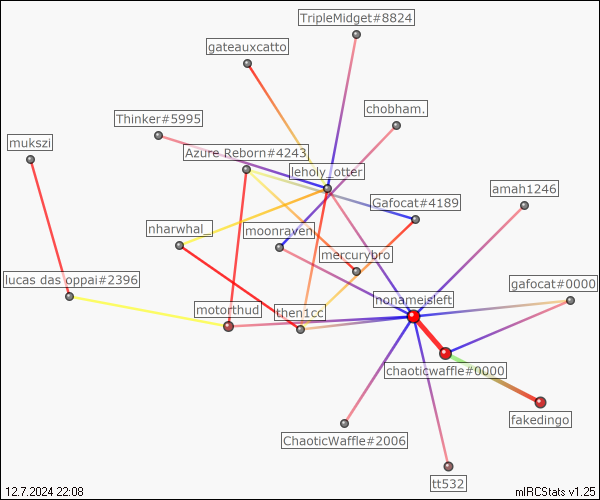 TripleMidget#8824
gateauxcatto
chobham.
Thinker#5995
mukszi
Azure Reborn#4243
leholy_otter
amah1246
Gafocat#4189
nharwhal_
moonraven
mercurybro
lucas das oppai#2396
gafocat#0000
nonameisleft
motorthud
then1cc
chaoticwaffle#0000
fakedingo
ChaoticWaffle#2006
tt532
12.7.2024 22:08
mIRCStats v1.25